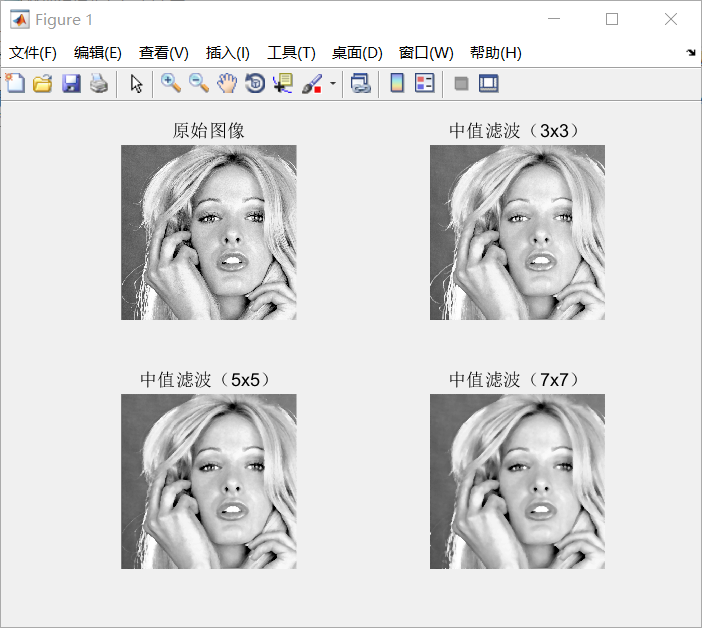 Figure 1
文件(F) 编辑(E) 查看(V) 插入(I) 工具(T) 桌面(D) 窗口(W) 帮助(H)
原始图像 中值滤波（3x3）
中值滤波（5x5） 中值滤波（7x7）